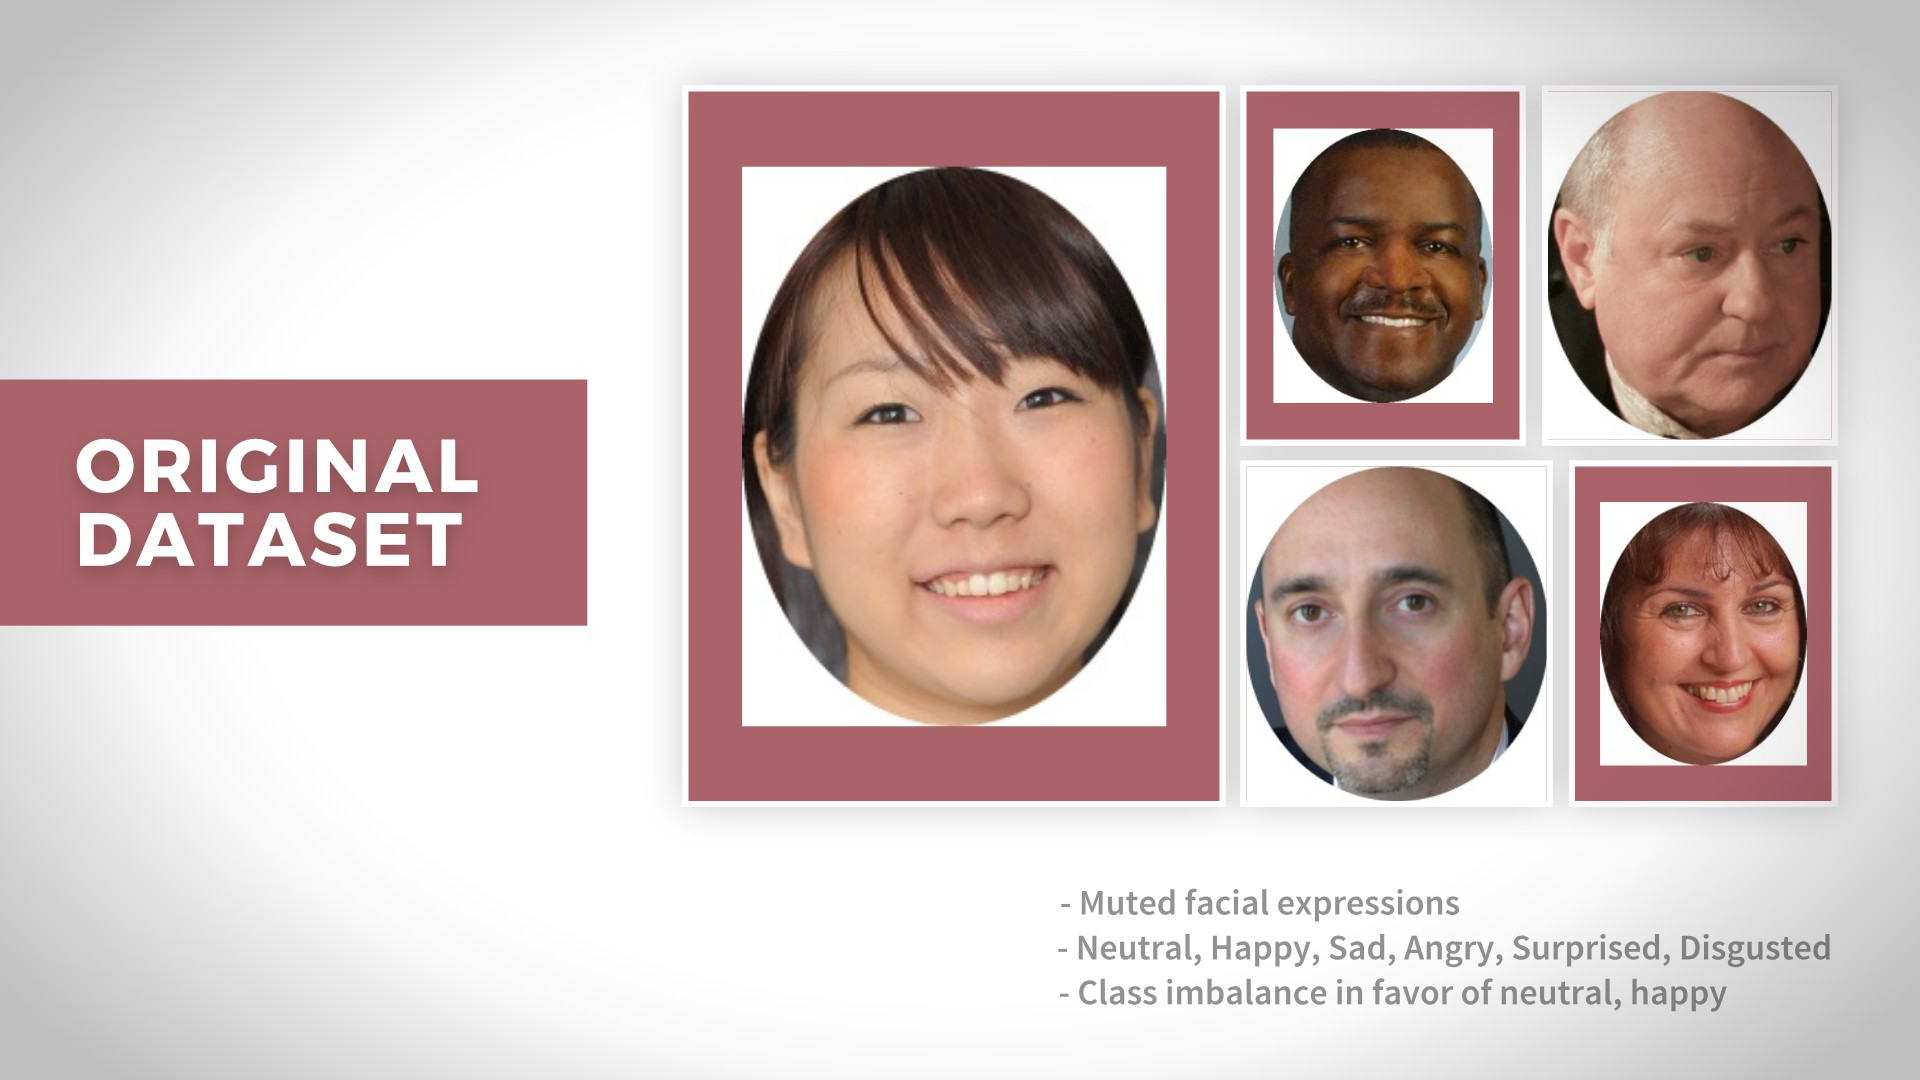 ORIGINAL
DATASET
- Muted facial expressions
- Neutral, Happy, Sad, Angry, Surprised, Disgusted
- Class imbalance in favor of neutral, happy